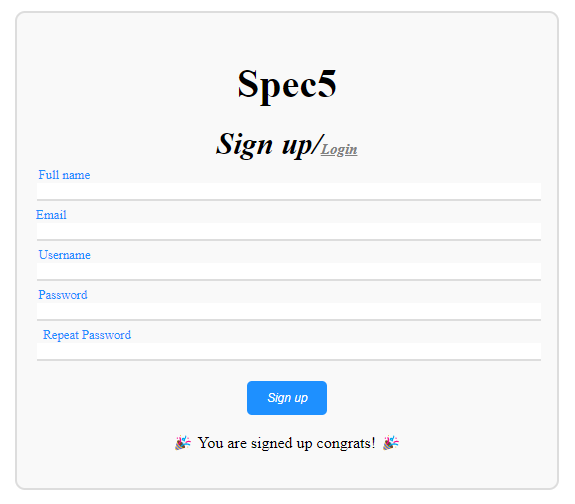 Spec5
Sign up/Login
Full name
Email
Username
Password
Repeat Password
Sign up
🎉 You are signed up congrats! 🎉